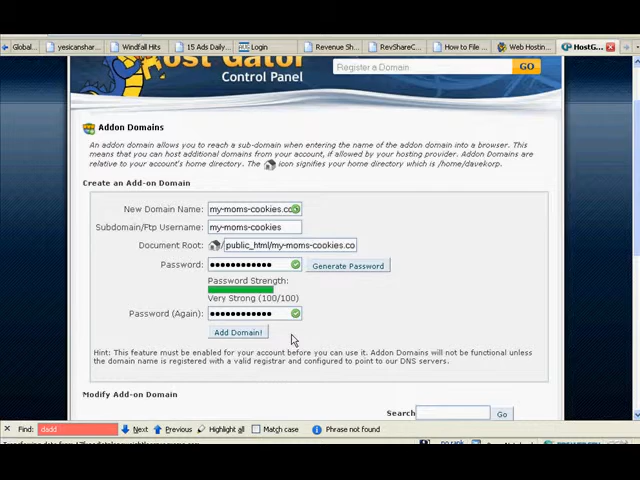 Global..
yesicanshar..
Windfall Hits
15 Ads Daily..
Login
Revenue Sh..
RevShareC..
How to File ..
Web Hostin..
HostG..
Host Gator
Control Panel
Register a Domain
GO
Addon Domains
An addon domain allows you to reach a sub-domain when entering the name of the addon domain into a browser. This
means that you can host additional domains from your account, if allowed by your hosting provider. Addon Domains are
relative to your account's home directory. The icon signifies your home directory which is /home/davekorp.
Create an Add-on Domain
New Domain Name: my-moms-cookies.co
Subdomain/Ftp Username: my-moms-cookies
Document Root: / public_html/my-moms-cookies.co
Password: •••••••••••• Generate Password
Password Strength:
Very Strong (100/100)
Password (Again): ••••••••••••
Add Domain!
Hint: This feature must be enabled for your account before you can use it. Addon Domains will not be functional unless
the domain name is registered with a valid registrar and configured to point to our DNS servers.
Modify Add-on Domain
Search Go
Find: dadd Next Previous Highlight all Match case Phrase not found